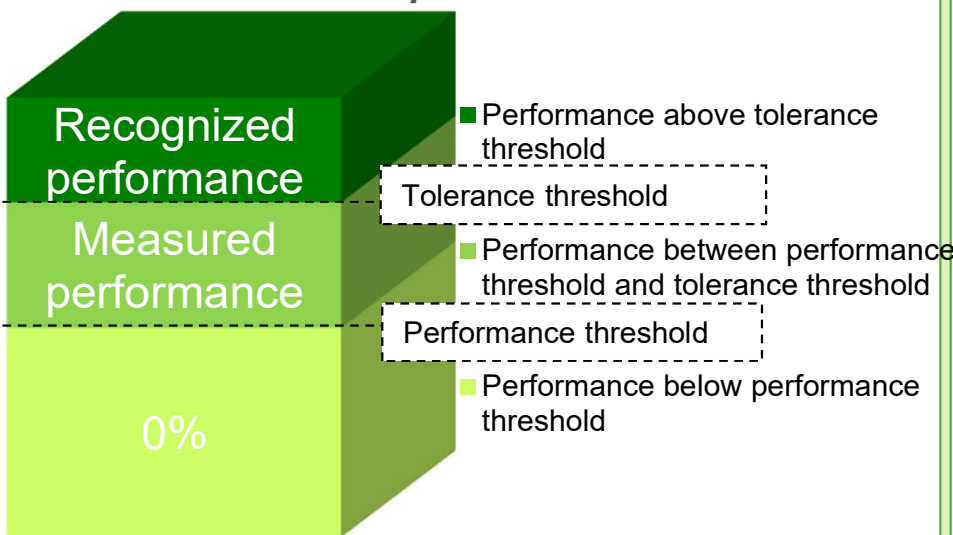 Recognized
performance
Performance above tolerance
threshold
Tolerance threshold
Measured
performance
Performance between performance
threshold and tolerance threshold
Performance threshold
0%
Performance below performance
threshold